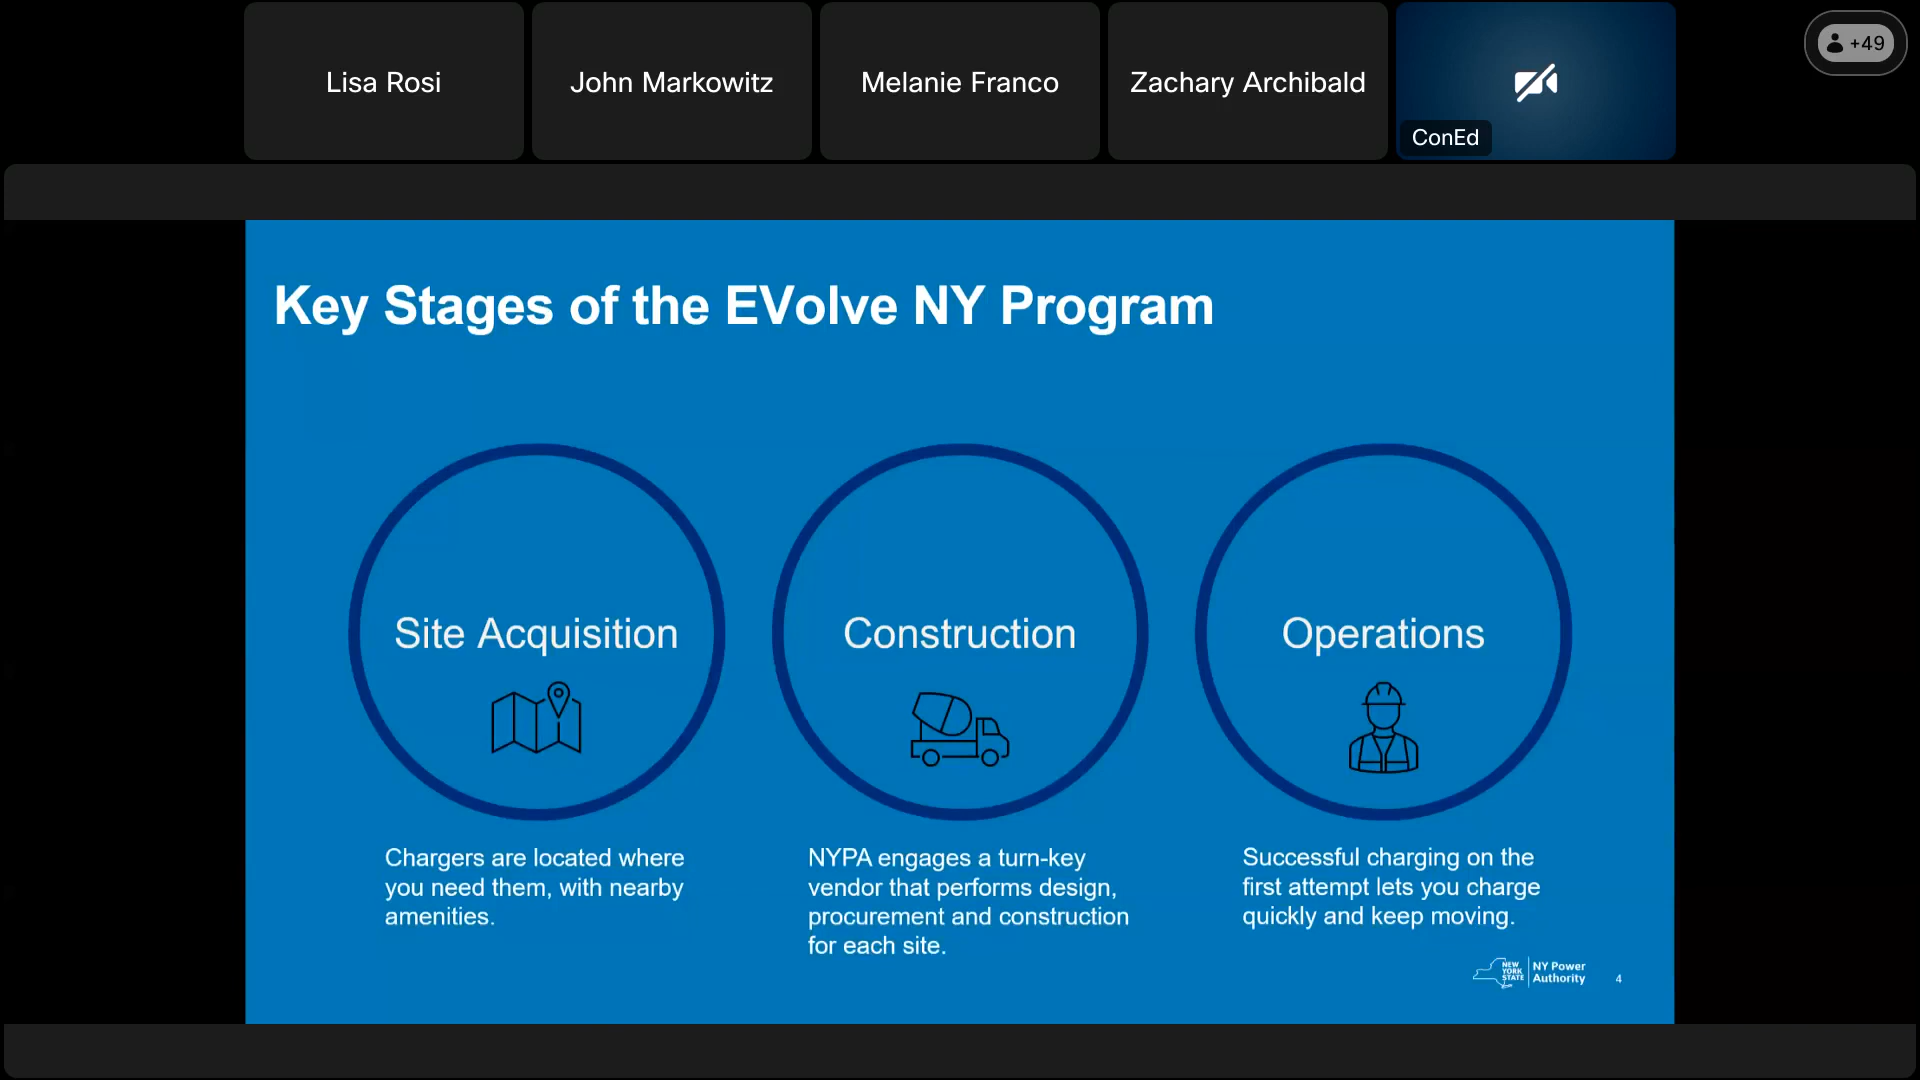 Lisa Rosi
John Markowitz
Melanie Franco
Zachary Archibald
ConEd
+49
Key Stages of the EVolve NY Program
Site Acquisition
Chargers are located where
you need them, with nearby
amenities.
Construction
NYPA engages a turn-key
vendor that performs design,
procurement and construction
for each site.
Operations
Successful charging on the
first attempt lets you charge
quickly and keep moving.
NEW
YORK
STATE
NY Power
Authority
4